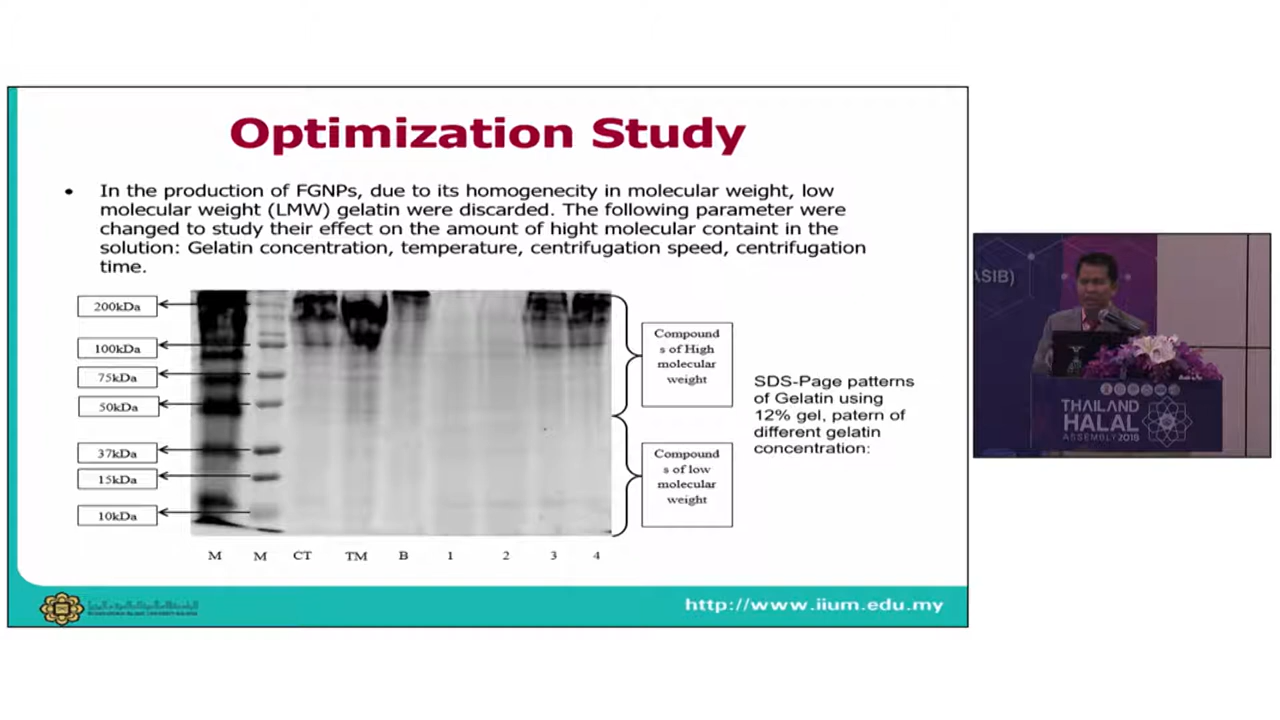 Optimization Study
• In the production of FGNPs, due to its homogenecity in molecular weight, low
molecular weight (LMW) gelatin were discarded. The following parameter were
changed to study their effect on the amount of hight molecular containt in the
solution: Gelatin concentration, temperature, centrifugation speed, centrifugation
time.
200kDa
100kDa
75kDa
50kDa
37kDa
15kDa
10kDa
M M CT TM B 1 2 3 4
Compound
s of High
molecular
weight
Compound
s of low
molecular
weight
SDS-Page patterns
of Gelatin using
12% gel, patern of
different gelatin
concentration:
http://www.iium.edu.my
ASIB)
THAILAND
HALAL
ASSEMBLY 2018